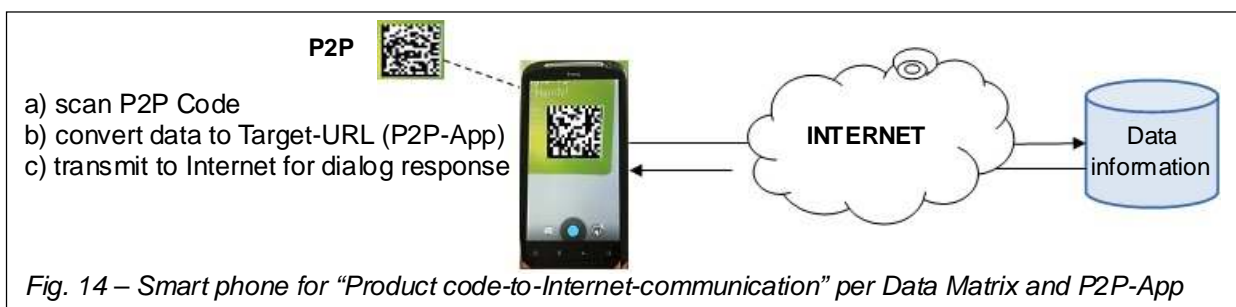 P2P
a) scan P2P Code
b) convert data to Target-URL (P2P-App)
c) transmit to Internet for dialog response
INTERNET
Data
information
Fig. 14 – Smart phone for “Product code-to-Internet-communication” per Data Matrix and P2P-App